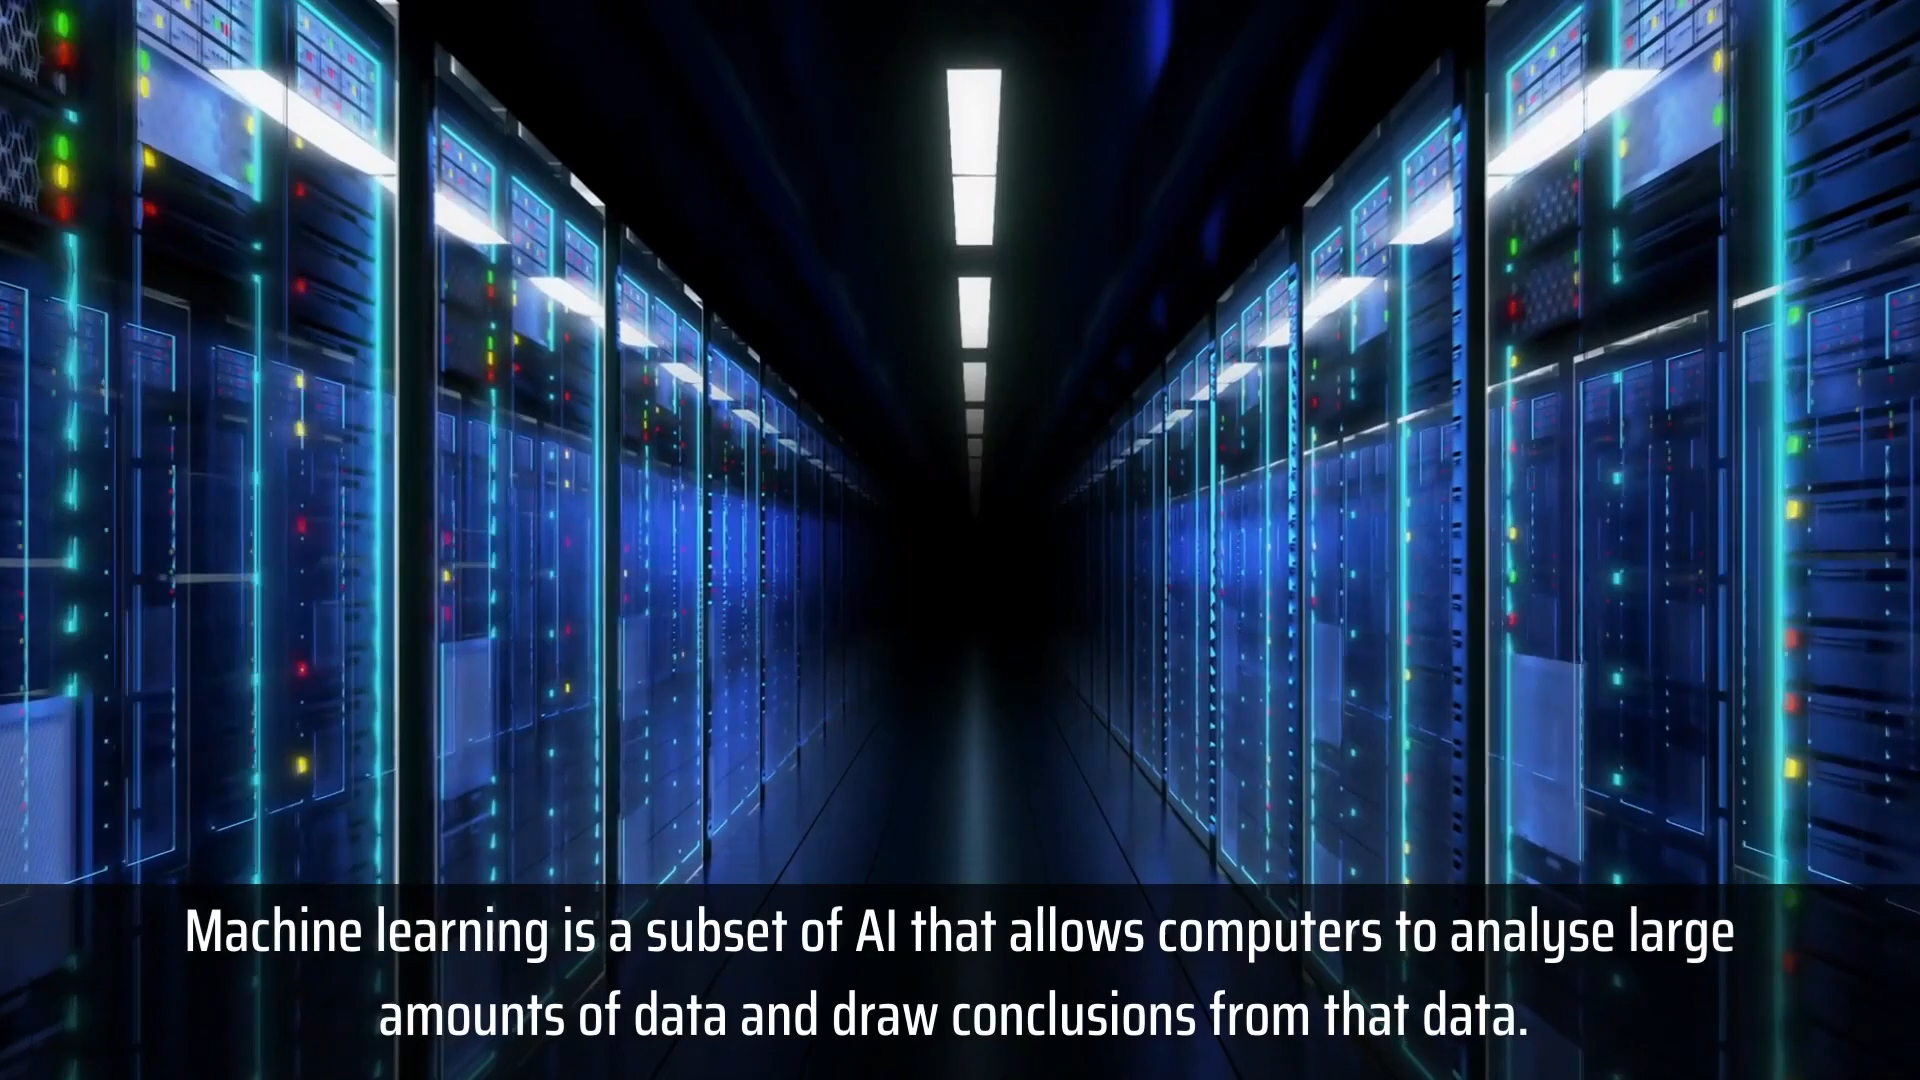 Machine learning is a subset of AI that allows computers to analyse large
amounts of data and draw conclusions from that data.